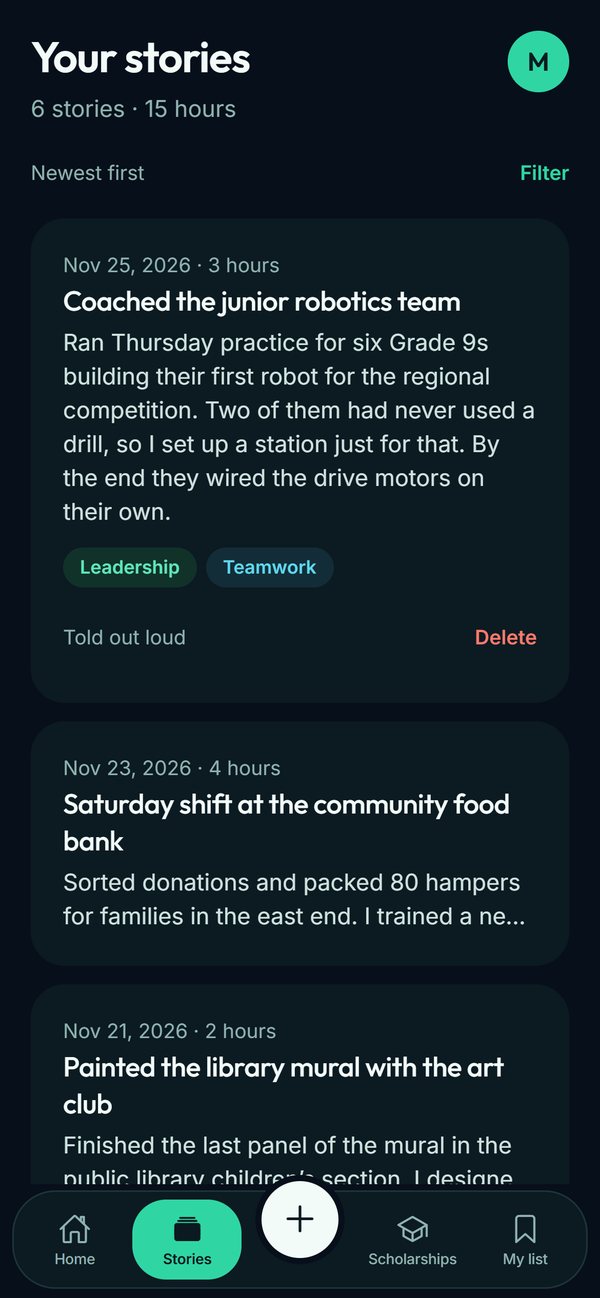 Your stories
M
6 stories · 15 hours
Newest first
Filter
Nov 25, 2026 · 3 hours
Coached the junior robotics team
Ran Thursday practice for six Grade 9s
building their first robot for the regional
competition. Two of them had never used a
drill, so I set up a station just for that. By
the end they wired the drive motors on
their own.
Leadership
Teamwork
Told out loud
Delete
Nov 23, 2026 · 4 hours
Saturday shift at the community food
bank
Sorted donations and packed 80 hampers
for families in the east end. I trained a ne...
Nov 21, 2026 · 2 hours
Painted the library mural with the art
club
Finished the last panel of the mural in the
public library children's section. I designe
Home
Stories
Scholarships
My list